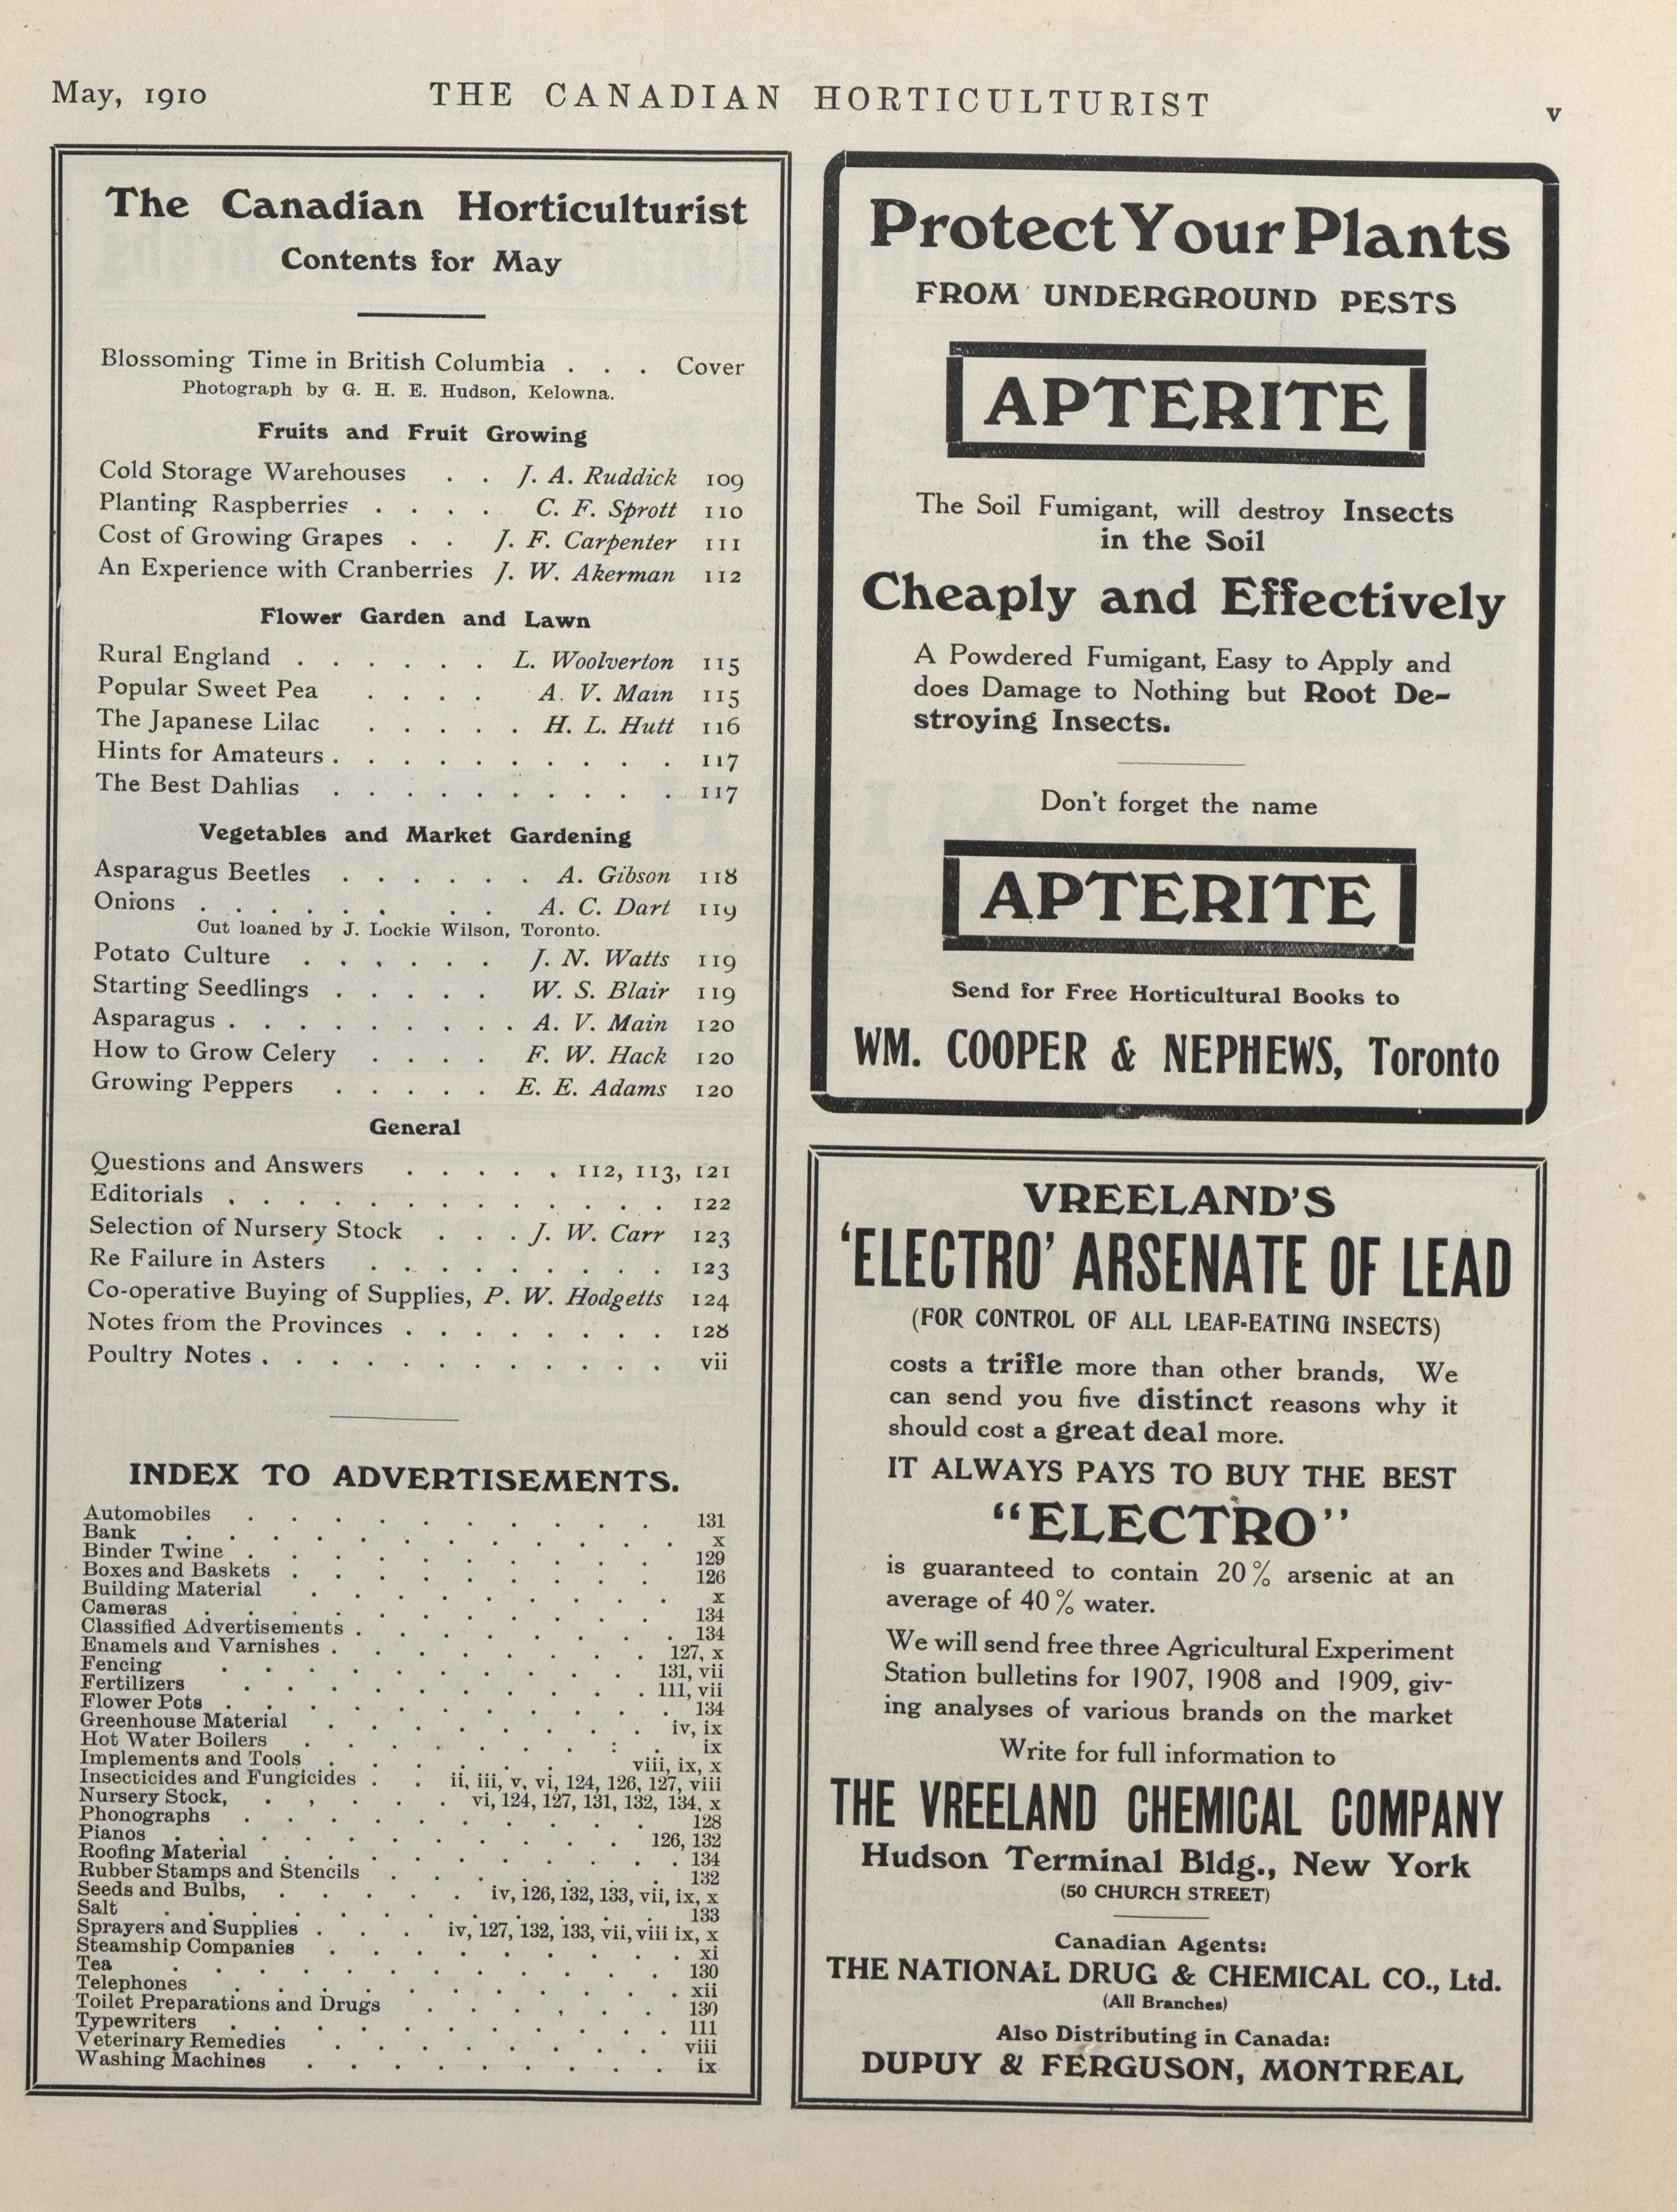 May, 1910
THE CANADIAN HORTICULTURIST
v
The Canadian Horticulturist
Contents for May
Blossoming Time in British Columbia . . . Cover
Photograph by G. H. E. Hudson, Kelowna.
Fruits and Fruit Growing
Cold Storage Warehouses . . J. A. Ruddick 109
Planting Raspberries . . . . C. F. Sprott 110
Cost of Growing Grapes . . J. F. Carpenter 111
An Experience with Cranberries J. W. Akerman 112
Flower Garden and Lawn
Rural England . . . . . . L. Woolverton 115
Popular Sweet Pea . . . . A. V. Main 115
The Japanese Lilac . . . . . H. L. Hutt 116
Hints for Amateurs . . . . . . . . . . 117
The Best Dahlias . . . . . . . . . . 117
Vegetables and Market Gardening
Asparagus Beetles . . . . . . A. Gibson 118
Onions . . . . . . . . A. C. Dart 119
Cut loaned by J. Lockie Wilson, Toronto.
Potato Culture . . . . . . J. N. Watts 119
Starting Seedlings . . . . . W. S. Blair 119
Asparagus . . . . . . . . . A. V. Main 120
How to Grow Celery . . . . F. W. Hack 120
Growing Peppers . . . . . E. E. Adams 120
General
Questions and Answers . . . . . 112, 113, 121
Editorials . . . . . . . . . . . . 122
Selection of Nursery Stock . . . J. W. Carr 123
Re Failure in Asters . . . . . . . . . 123
Co-operative Buying of Supplies, P. W. Hodgetts 124
Notes from the Provinces . . . . . . . . 128
Poultry Notes . . . . . . . . . . . . vii
INDEX TO ADVERTISEMENTS.
Automobiles . . . . . . . . . . 131
Bank . . . . . . . . . . . . x
Binder Twine . . . . . . . . . . 129
Boxes and Baskets . . . . . . . . . 126
Building Material . . . . . . . . . x
Cameras . . . . . . . . . . . 134
Classified Advertisements . . . . . . . . 134
Enamels and Varnishes . . . . . . . . 127, x
Fencing . . . . . . . . . . 131, vii
Fertilizers . . . . . . . . . . 111, vii
Flower Pots . . . . . . . . . . . 134
Greenhouse Material . . . . . . . . iv, ix
Hot Water Boilers . . . . . . . : . ix
Implements and Tools . . . . . . viii, ix, x
Insecticides and Fungicides . . ii, iii, v, vi, 124, 126, 127, viii
Nursery Stock, . , . . . vi, 124, 127, 131, 132, 134, x
Phonographs . . . . . . . . . . 128
Pianos . . . . . . . . . . . 126, 132
Roofing Material . . . . . . . . . . 134
Rubber Stamps and Stencils . . . . . . . 132
Seeds and Bulbs, . . . . . iv, 126, 132, 133, vii, ix, x
Salt . . . . . . . . . . . . 133
Sprayers and Supplies . . . iv, 127, 132, 133, vii, viii ix, x
Steamship Companies . . . . . . . . . xi
Tea . . . . . . . . . . . . 130
Telephones . . . . . . . . . . . xii
Toilet Preparations and Drugs . . . , . . 130
Typewriters . . . . . . . . . . . 111
Veterinary Remedies . . . . . . . . viii
Washing Machines . . . . . . . . . ix
Protect Your Plants
FROM UNDERGROUND PESTS
APTERITE
The Soil Fumigant, will destroy Insects
in the Soil
Cheaply and Effectively
A Powdered Fumigant, Easy to Apply and
does Damage to Nothing but Root De-
stroying Insects.
Don't forget the name
APTERITE
Send for Free Horticultural Books to
WM. COOPER & NEPHEWS, Toronto
VREELAND'S
'ELECTRO' ARSENATE OF LEAD
(FOR CONTROL OF ALL LEAF-EATING INSECTS)
costs a trifle more than other brands, We
can send you five distinct reasons why it
should cost a great deal more.
IT ALWAYS PAYS TO BUY THE BEST
"ELECTRO"
is guaranteed to contain 20% arsenic at an
average of 40% water.
We will send free three Agricultural Experiment
Station bulletins for 1907, 1908 and 1909, giv-
ing analyses of various brands on the market
Write for full information to
THE VREELAND CHEMICAL COMPANY
Hudson Terminal Bldg., New York
(50 CHURCH STREET)
Canadian Agents:
THE NATIONAL DRUG & CHEMICAL CO., Ltd.
(All Branches)
Also Distributing in Canada:
DUPUY & FERGUSON, MONTREAL